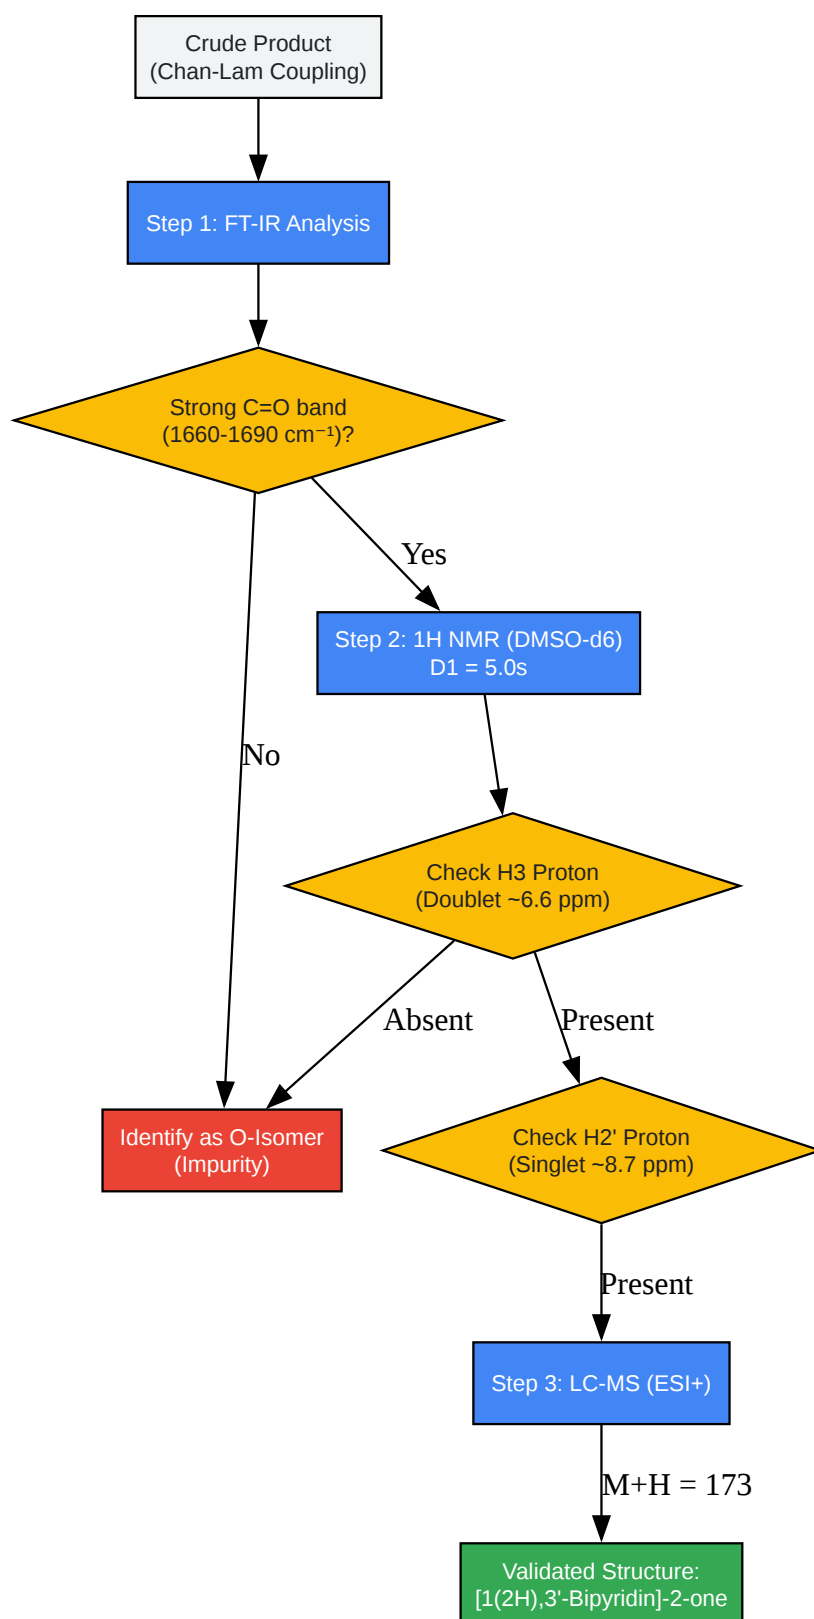 Crude Product
(Chan-Lam Coupling)
Step 1: FT-IR Analysis
Strong C=O band
(1660-1690 cm⁻¹)?
Yes
Step 2: 1H NMR (DMSO-d6)
D1 = 5.0s
No
Check H3 Proton
(Doublet ~6.6 ppm)
Absent
Present
Identify as O-Isomer
(Impurity)
Check H2' Proton
(Singlet ~8.7 ppm)
Present
Step 3: LC-MS (ESI+)
M+H = 173
Validated Structure:
[1(2H),3'-Bipyridin]-2-one